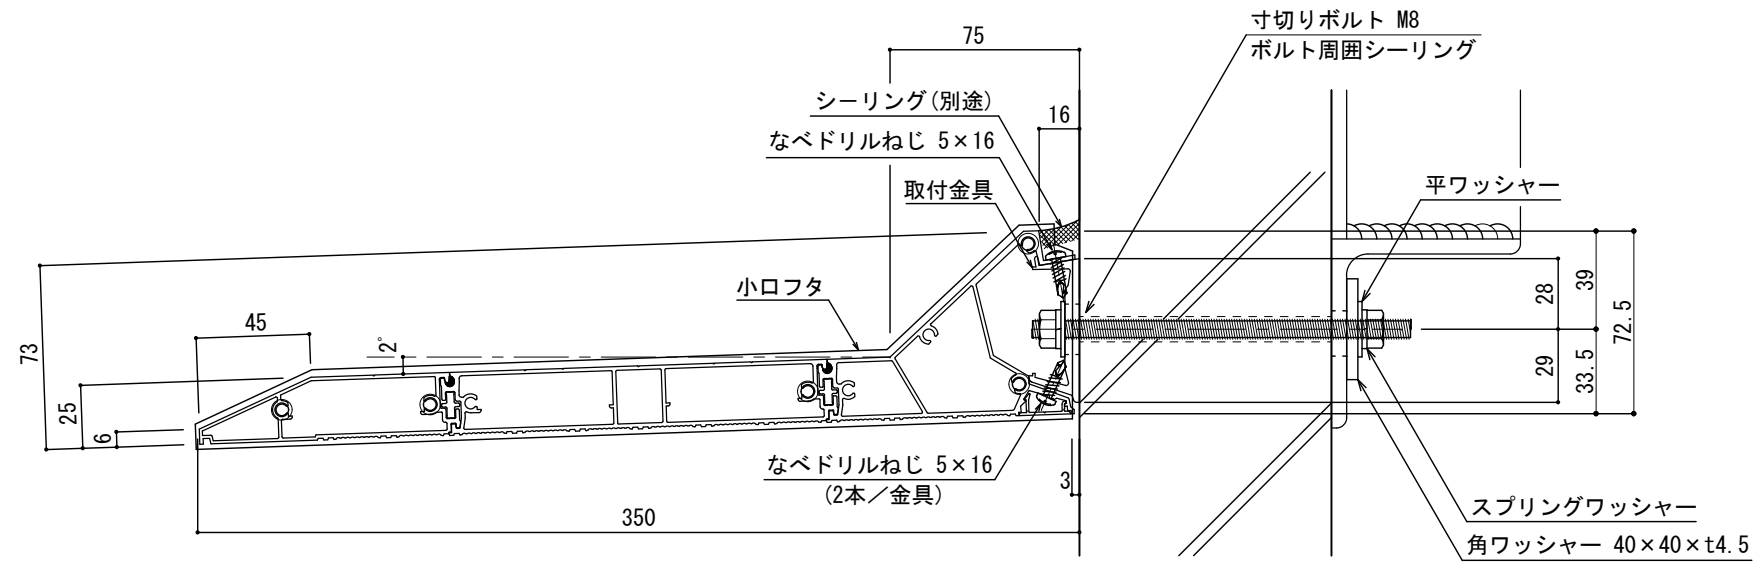 寸切りボルト M8
ボルト周囲シーリング
75
シーリング(別途)
16
なべドリルねじ 5×16
取付金具
平ワッシャー
小口フタ
45
2°
73
25
6
28
39
72.5
29
33.5
なべドリルねじ 5×16
(2本／金具)
3
350
スプリングワッシャー
角ワッシャー 40×40×t4.5